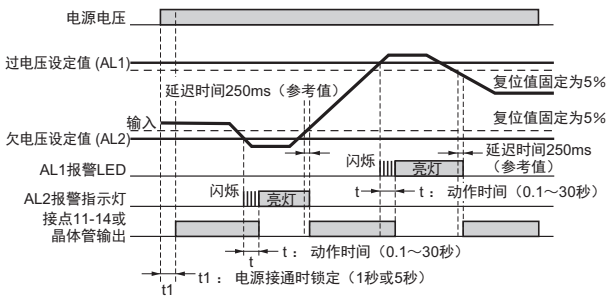 电源电压
过电压设定值 (AL1)
延迟时间250ms（参考值）
复位值固定为5%
输入
复位值固定为5%
欠电压设定值 (AL2)
延迟时间250ms
（参考值）
闪烁
AL1报警LED
亮灯
t
t ： 动作时间（0.1～30秒）
闪烁
AL2报警指示灯
亮灯
接点11-14或
晶体管输出
t ： 动作时间（0.1～30秒）
t
t1 ： 电源接通时锁定（1秒或5秒）
t1